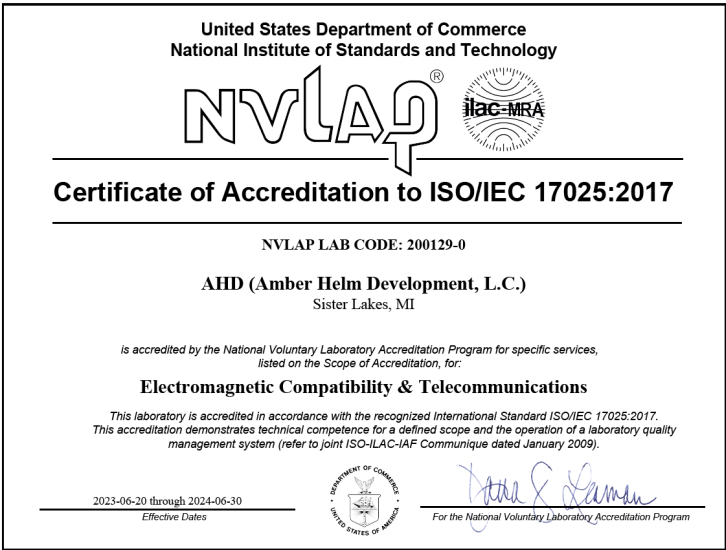 United States Department of Commerce
National Institute of Standards and Technology
NVLAP®
ilac-MRA
Certificate of Accreditation to ISO/IEC 17025:2017
NVLAP LAB CODE: 200129-0
AHD (Amber Helm Development, L.C.)
Sister Lakes, MI
is accredited by the National Voluntary Laboratory Accreditation Program for specific services,
listed on the Scope of Accreditation, for:
Electromagnetic Compatibility & Telecommunications
This laboratory is accredited in accordance with the recognized International Standard ISO/IEC 17025:2017.
This accreditation demonstrates technical competence for a defined scope and the operation of a laboratory quality
management system (refer to joint ISO-ILAC-IAF Communique dated January 2009).
2023-06-20 through 2024-06-30
Effective Dates
DEPARTMENT OF COMMERCE
UNITED STATES OF AMERICA
For the National Voluntary Laboratory Accreditation Program